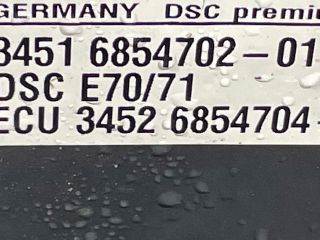 GERMANY DSC premiu
3451 6854702-01
DSC E70/71
ECU 3452 6854704-